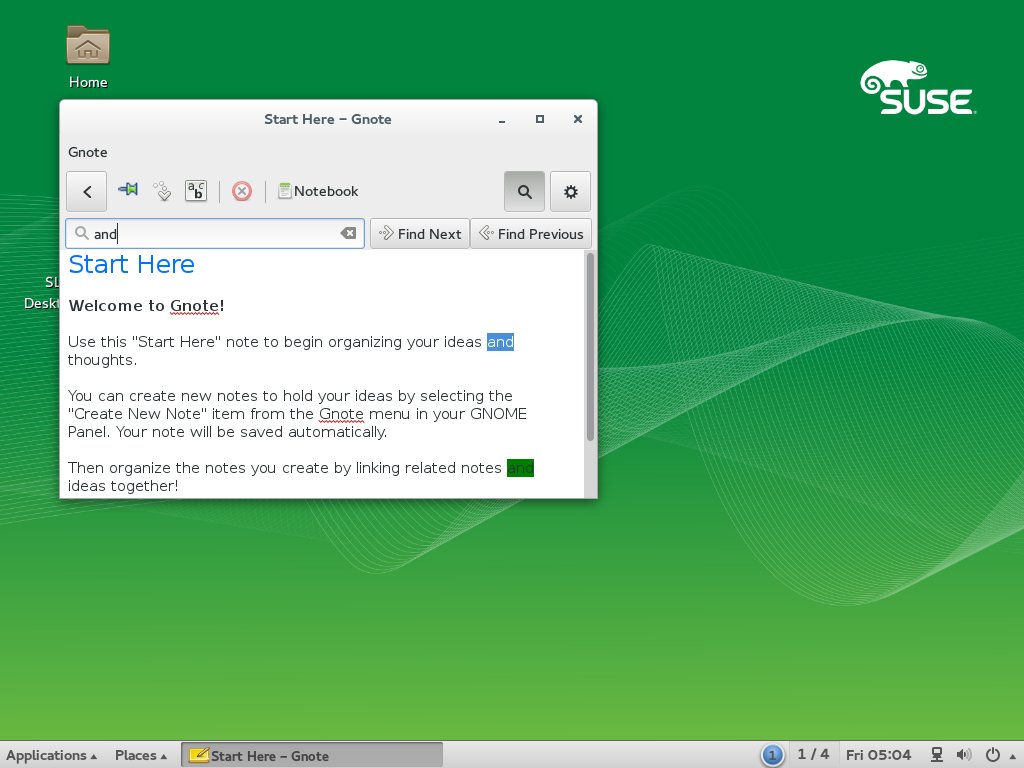 Home
SUSE
Start Here – Gnote
Gnote
abc
Notebook
and
Find Next
Find Previous
SL
Deskt
Start Here
Welcome to Gnote!
Use this "Start Here" note to begin organizing your ideas and
thoughts.
You can create new notes to hold your ideas by selecting the
"Create New Note" item from the Gnote menu in your GNOME
Panel. Your note will be saved automatically.
Then organize the notes you create by linking related notes and
ideas together!
Applications
Places
Start Here – Gnote
1
1 / 4
Fri 05:04